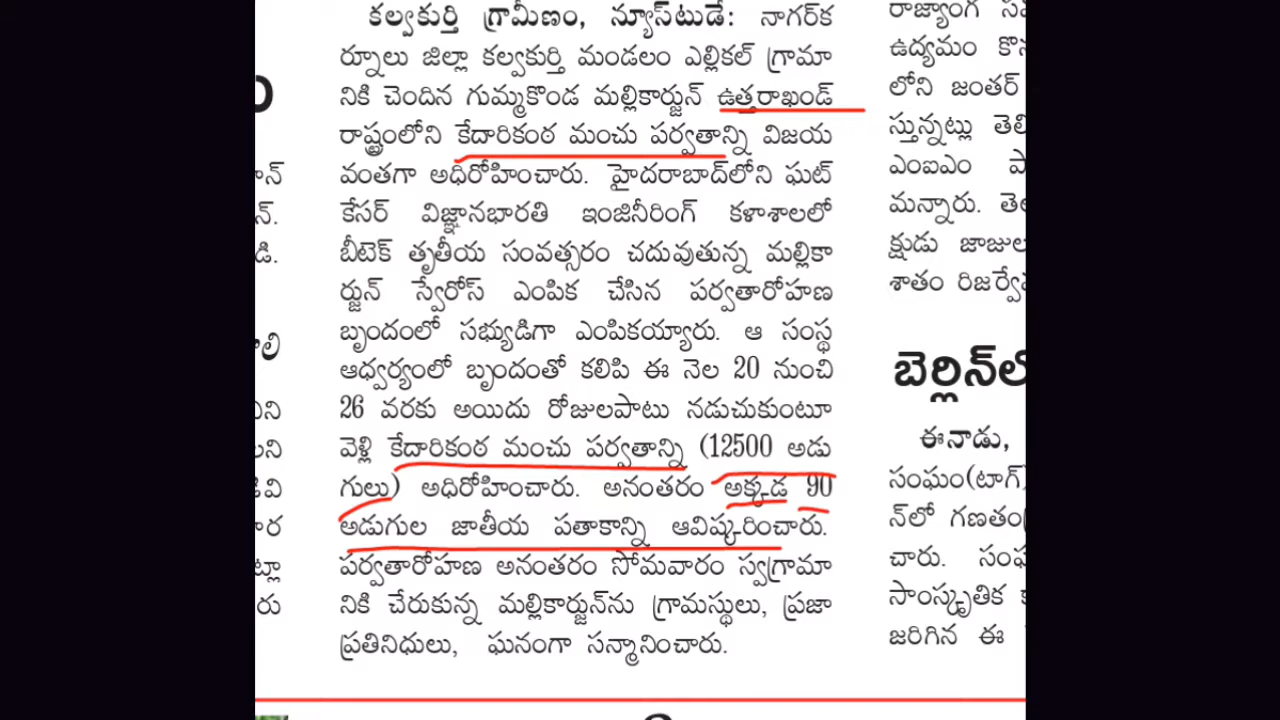 కల్వకుర్తి గ్రామీణం, న్యూస్‌టుడే: నాగర్‌క
ర్నూలు జిల్లా కల్వకుర్తి మండలం ఎల్లికల్ గ్రామా
నికి చెందిన గుమ్మకొండ మల్లికార్జున్ ఉత్తరాఖండ్
రాష్ట్రంలోని కేదారికంఠ మంచు పర్వతాన్ని విజయ
వంతగా అధిరోహించారు. హైదరాబాద్‌లోని ఘట్
కేసర్ విజ్ఞానభారతి ఇంజినీరింగ్ కళాశాలలో
బీటెక్ తృతీయ సంవత్సరం చదువుతున్న మల్లికా
ర్జున్ స్వేరోస్ ఎంపిక చేసిన పర్వతారోహణ
బృందంలో సభ్యుడిగా ఎంపికయ్యారు. ఆ సంస్థ
ఆధ్వర్యంలో బృందంతో కలిపి ఈ నెల 20 నుంచి
26 వరకు అయిదు రోజులపాటు నడుచుకుంటూ
వెళ్లి కేదారికంఠ మంచు పర్వతాన్ని (12500 అడు
గులు) అధిరోహించారు. అనంతరం అక్కడ 90
అడుగుల జాతీయ పతాకాన్ని ఆవిష్కరించారు.
పర్వతారోహణ అనంతరం సోమవారం స్వగ్రామా
నికి చేరుకున్న మల్లికార్జున్‌ను గ్రామస్థులు, ప్రజా
ప్రతినిధులు, ఘనంగా సన్మానించారు.
ఉద్యమం
లోని జంతర్
స్తున్నట్లు
ఎంఐఎం
మన్నారు.
క్షుడు
శాతం
బెర్లిన్‌లో
ఈనాడు,
సంఘం(టాగ్)
న్‌లో
చారు.
సాంస్కృతిక
జరిగిన ఈ